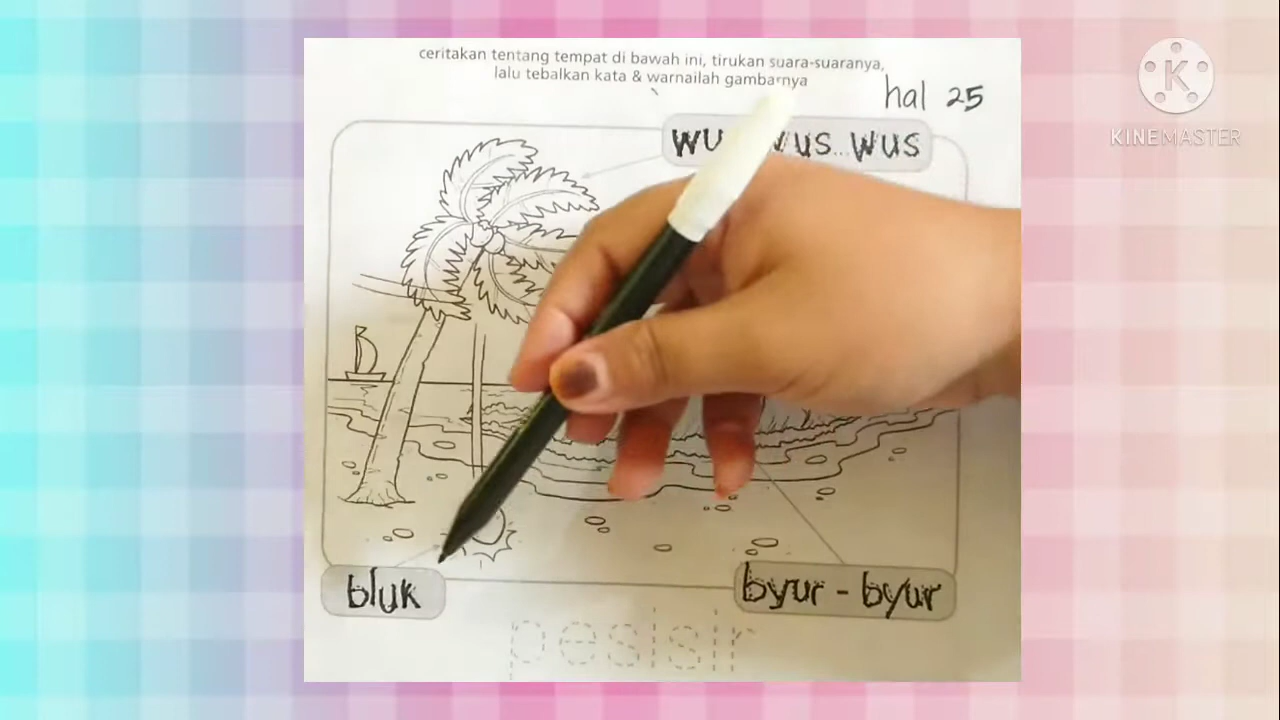 ceritakan tentang tempat di bawah ini, tirukan suara-suaranya,
lalu tebalkan kata & warnailah gambarnya
hal 25
wus...wus
KINEMASTER
bluk
byur - byur
pesisir